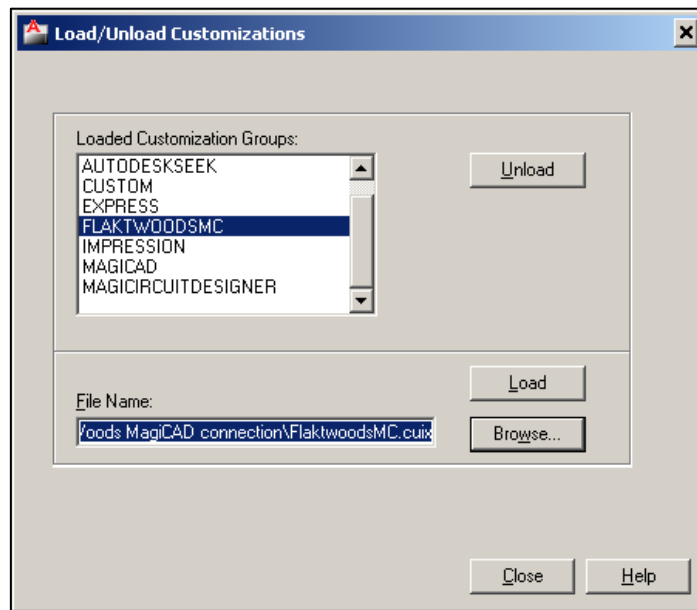 Load/Unload Customizations
Loaded Customization Groups:
AUTODESKSEEK
CUSTOM
EXPRESS
FLAKTWOODSMC
IMPRESSION
MAGICAD
MAGICIRCUITDESIGNER
Unload
Load
File Name:
MagiCAD connection\FlaktwoodsMC.cuix
Browse...
Close
Help